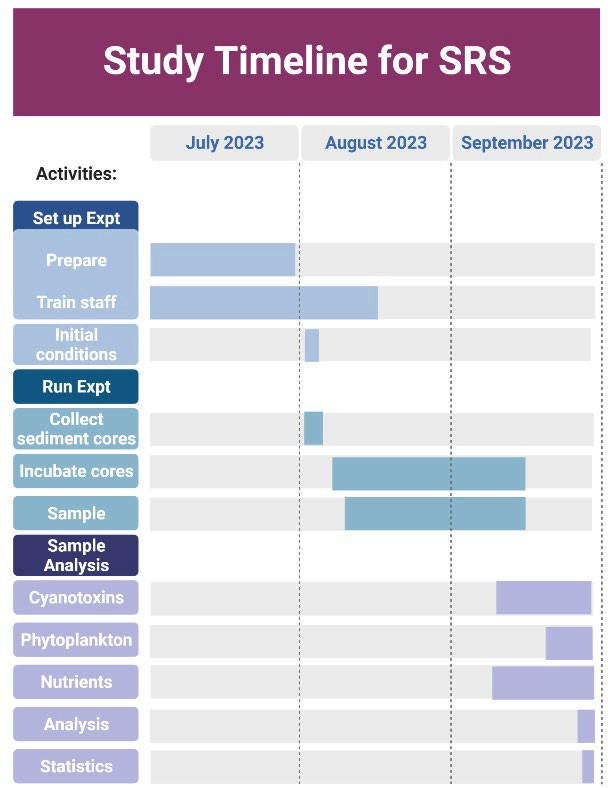 Study Timeline for SRS
July 2023 August 2023 September 2023
Activities:
Set up Expt
Prepare
Train staff
Initial
conditions
Run Expt
Collect
sediment cores
Incubate cores
Sample
Sample
Analysis
Cyanotoxins
Phytoplankton
Nutrients
Analysis
Statistics